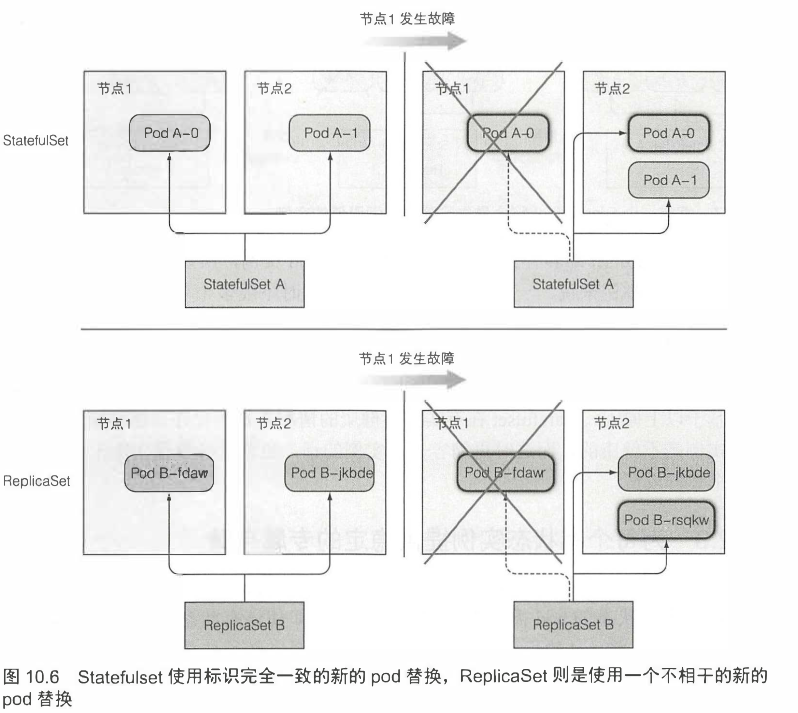 节点1 发生故障
节点1
节点2
节点1
节点2
StatefulSet
Pod A-0
Pod A-1
Pod A-0
Pod A-0
Pod A-1
StatefulSet A
StatefulSet A
节点1 发生故障
节点1
节点2
节点1
节点2
ReplicaSet
Pod B-fdawr
Pod B-jkbde
Pod B-fdawr
Pod B-jkbde
Pod B-rsqkw
ReplicaSet B
ReplicaSet B
图 10.6 Statefulset 使用标识完全一致的新的 pod 替换，ReplicaSet 则是使用一个不相干的新的
pod 替换